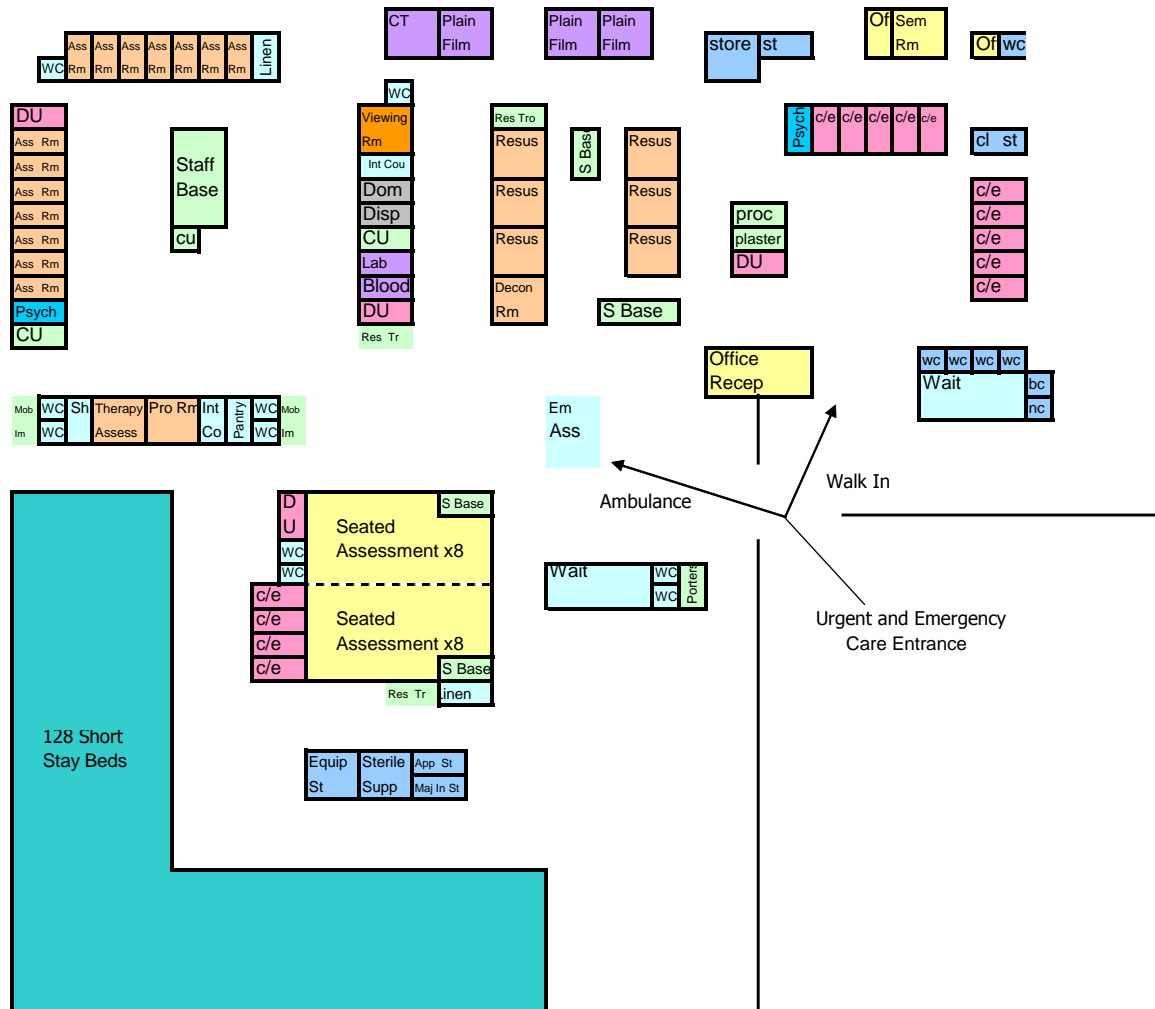 CT Plain
Film
Plain Plain
Film Film
Of Sem
Rm
Of wc
store st
Ass Ass Ass Ass Ass Ass Ass
WC Rm Rm Rm Rm Rm Rm Rm Linen
WC
DU
Ass Rm
Ass Rm
Ass Rm
Ass Rm
Ass Rm
Ass Rm
Ass Rm
Psych
CU
Staff
Base
cu
Viewing
Rm
Int Cou
Dom
Disp
CU
Lab
Blood
DU
Res Tr
Res Tro
Resus
Resus
Resus
Decon
Rm
S Base
Resus
Resus
Resus
S Base
Psych c/e c/e c/e c/e c/e
cl st
c/e
c/e
c/e
c/e
c/e
proc
plaster
DU
Office
Recep
wc wc wc wc
Wait bc
nc
Mob WC Sh Therapy Pro Rm Int Pantry WC Mob
Im WC Assess Co WC Im
Em
Ass
Walk In
Ambulance
D
U
WC
WC
c/e
c/e
c/e
c/e
S Base
Seated
Assessment x8
Seated
Assessment x8
S Base
Res Tr Linen
Wait WC Porters
WC
Urgent and Emergency
Care Entrance
128 Short
Stay Beds
Equip Sterile App St
St Supp Maj In St